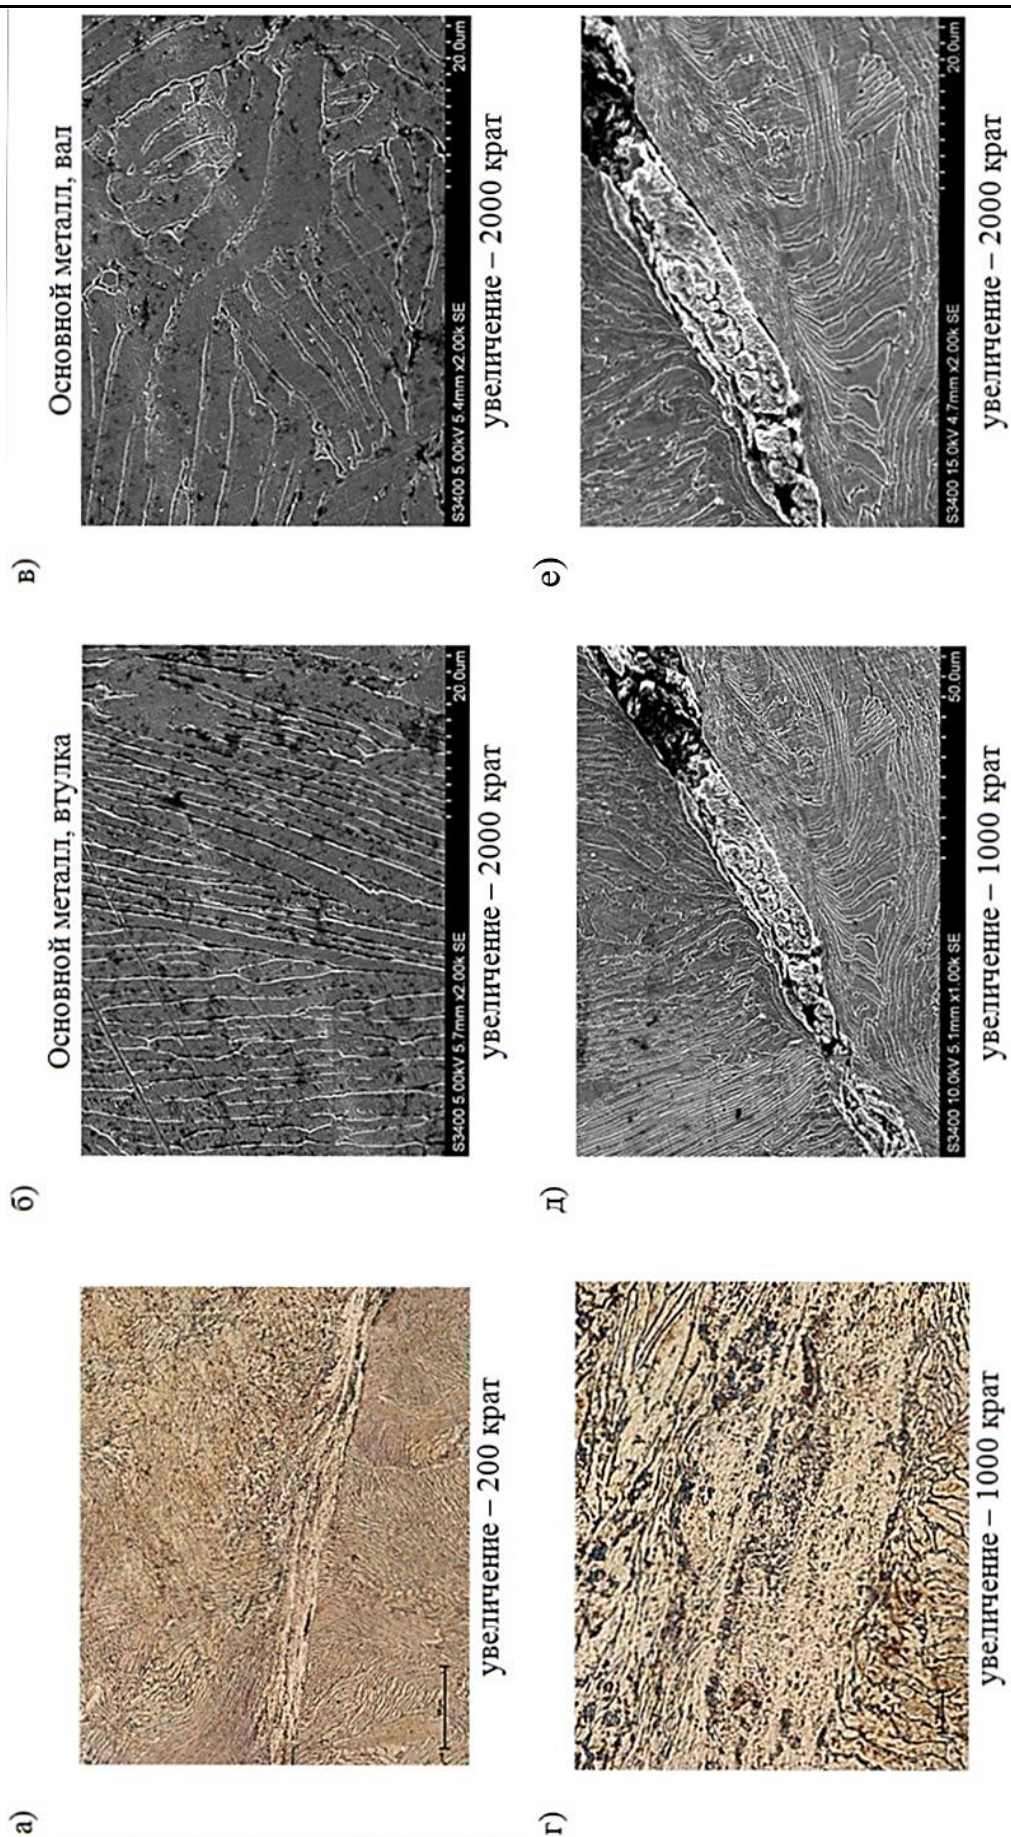 а)
увеличение – 200 крат
б)
Основной металл, втулка
S3400 5.00kV 5.7mm x2.00k SE 20.0um
увеличение – 2000 крат
в)
Основной металл, вал
S3400 5.00kV 5.4mm x2.00k SE 20.0um
увеличение – 2000 крат
г)
увеличение – 1000 крат
д)
S3400 10.0kV 5.1mm x1.00k SE 50.0um
увеличение – 1000 крат
е)
S3400 15.0kV 4.7mm x2.00k SE 20.0um
увеличение – 2000 крат